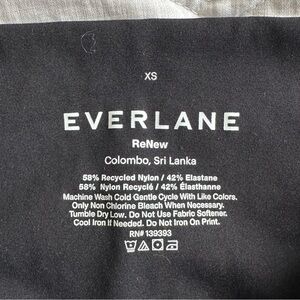 XS
EVERLANE
ReNew
Colombo, Sri Lanka
58% Recycled Nylon / 42% Elastane
58% Nylon Recyclé / 42% Élasthanne
Machine Wash Cold Gentle Cycle With Like Colors.
Only Non Chlorine Bleach When Necessary.
Tumble Dry Low. Do Not Use Fabric Softener.
Cool Iron If Needed. Do Not Iron On Print.
RN# 139393